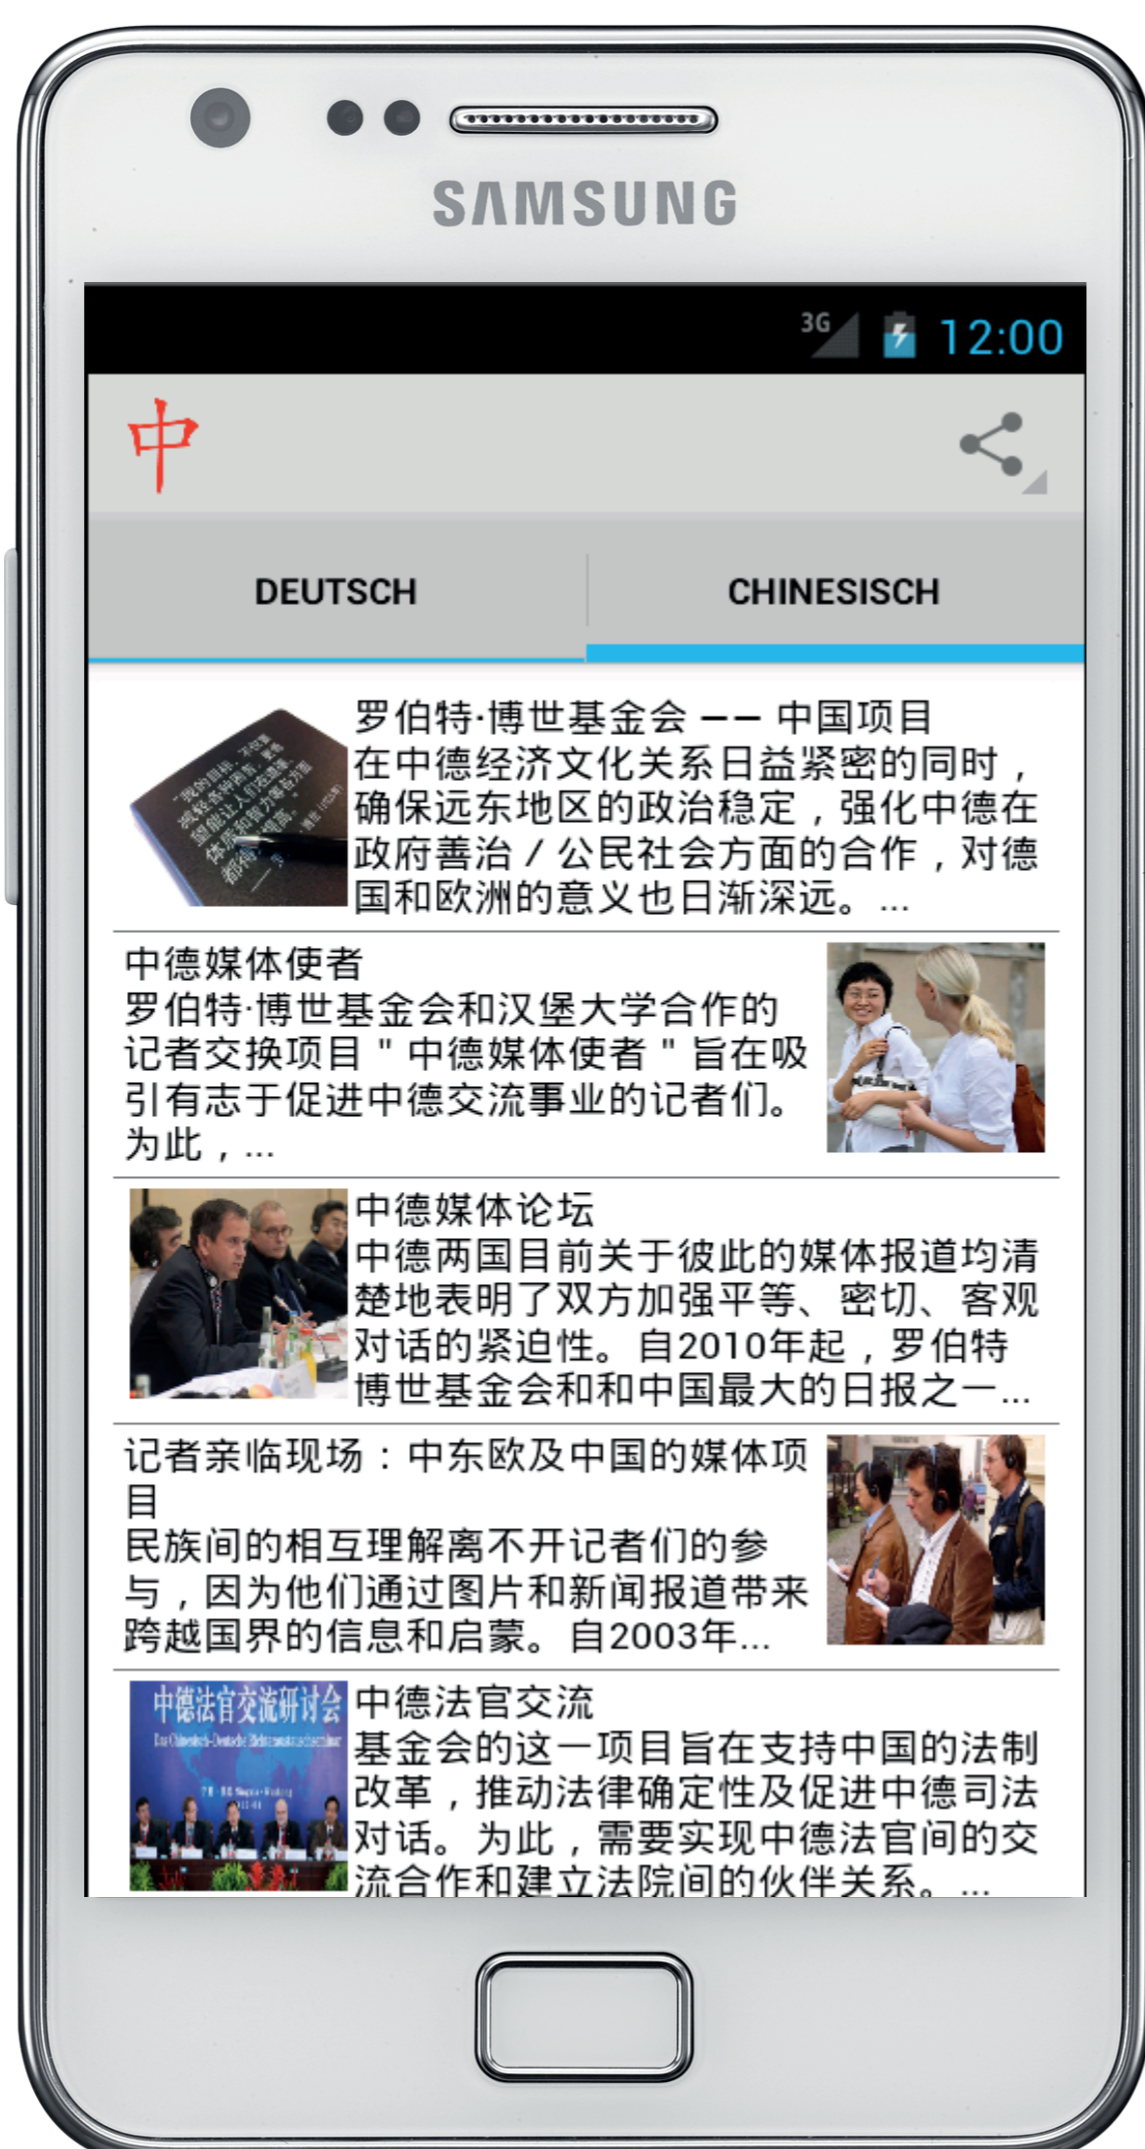 SAMSUNG
3G
12:00
中
DEUTSCH
CHINESISCH
罗伯特·博世基金会 —— 中国项目
在中德经济文化关系日益紧密的同时，
确保远东地区的政治稳定，强化中德在
政府善治 / 公民社会方面的合作，对德
国和欧洲的意义也日渐深远。...
中德媒体使者
罗伯特·博世基金会和汉堡大学合作的
记者交换项目 " 中德媒体使者 " 旨在吸
引有志于促进中德交流事业的记者们。
为此，...
中德媒体论坛
中德两国目前关于彼此的媒体报道均清
楚地表明了双方加强平等、密切、客观
对话的紧迫性。自2010年起，罗伯特
博世基金会和和中国最大的日报之一...
记者亲临现场：中东欧及中国的媒体项
目
民族间的相互理解离不开记者们的参
与，因为他们通过图片和新闻报道带来
跨越国界的信息和启蒙。自2003年...
中德法官交流研讨会
中德法官交流
基金会的这一项目旨在支持中国的法制
改革，推动法律确定性及促进中德司法
对话。为此，需要实现中德法官间的交
流合作和建立法院间的伙伴关系。...